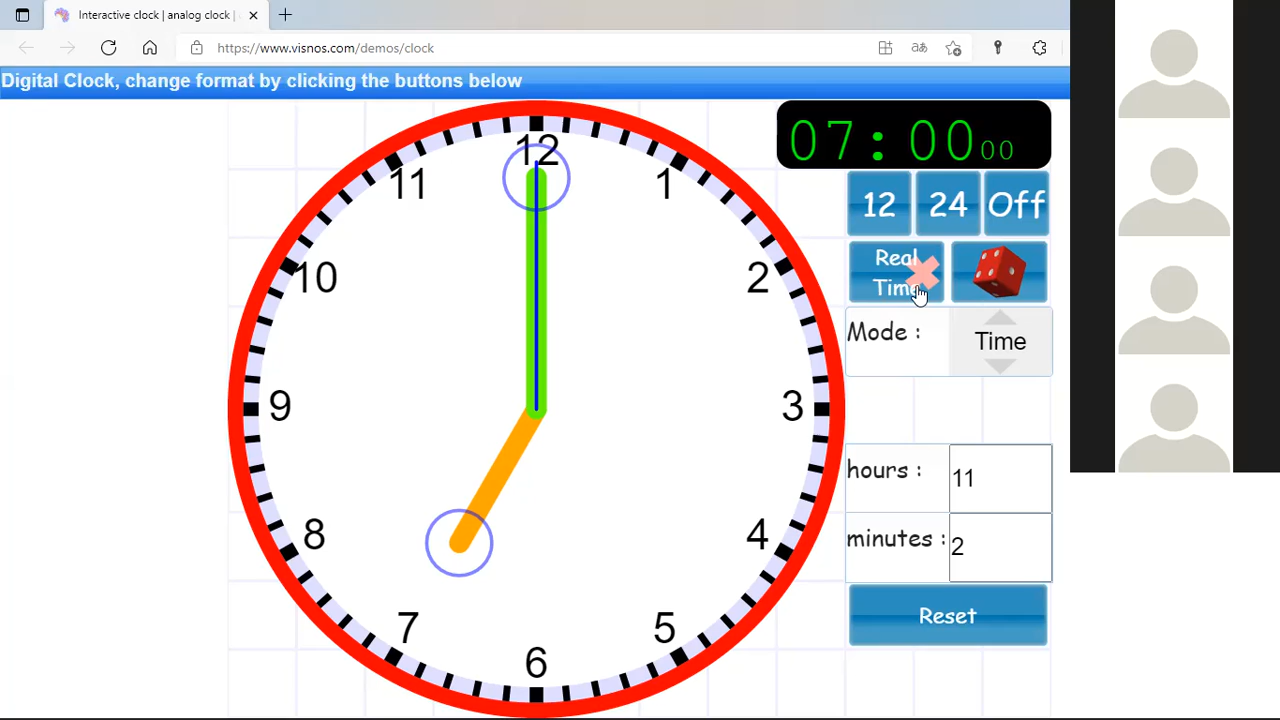 Interactive clock | analog clock |
https://www.visnos.com/demos/clock
Digital Clock, change format by clicking the buttons below
07:00 00
12 24 Off
Real
Time
Mode :
Time
hours :
11
minutes :
2
Reset
12
1
2
3
4
5
6
7
8
9
10
11